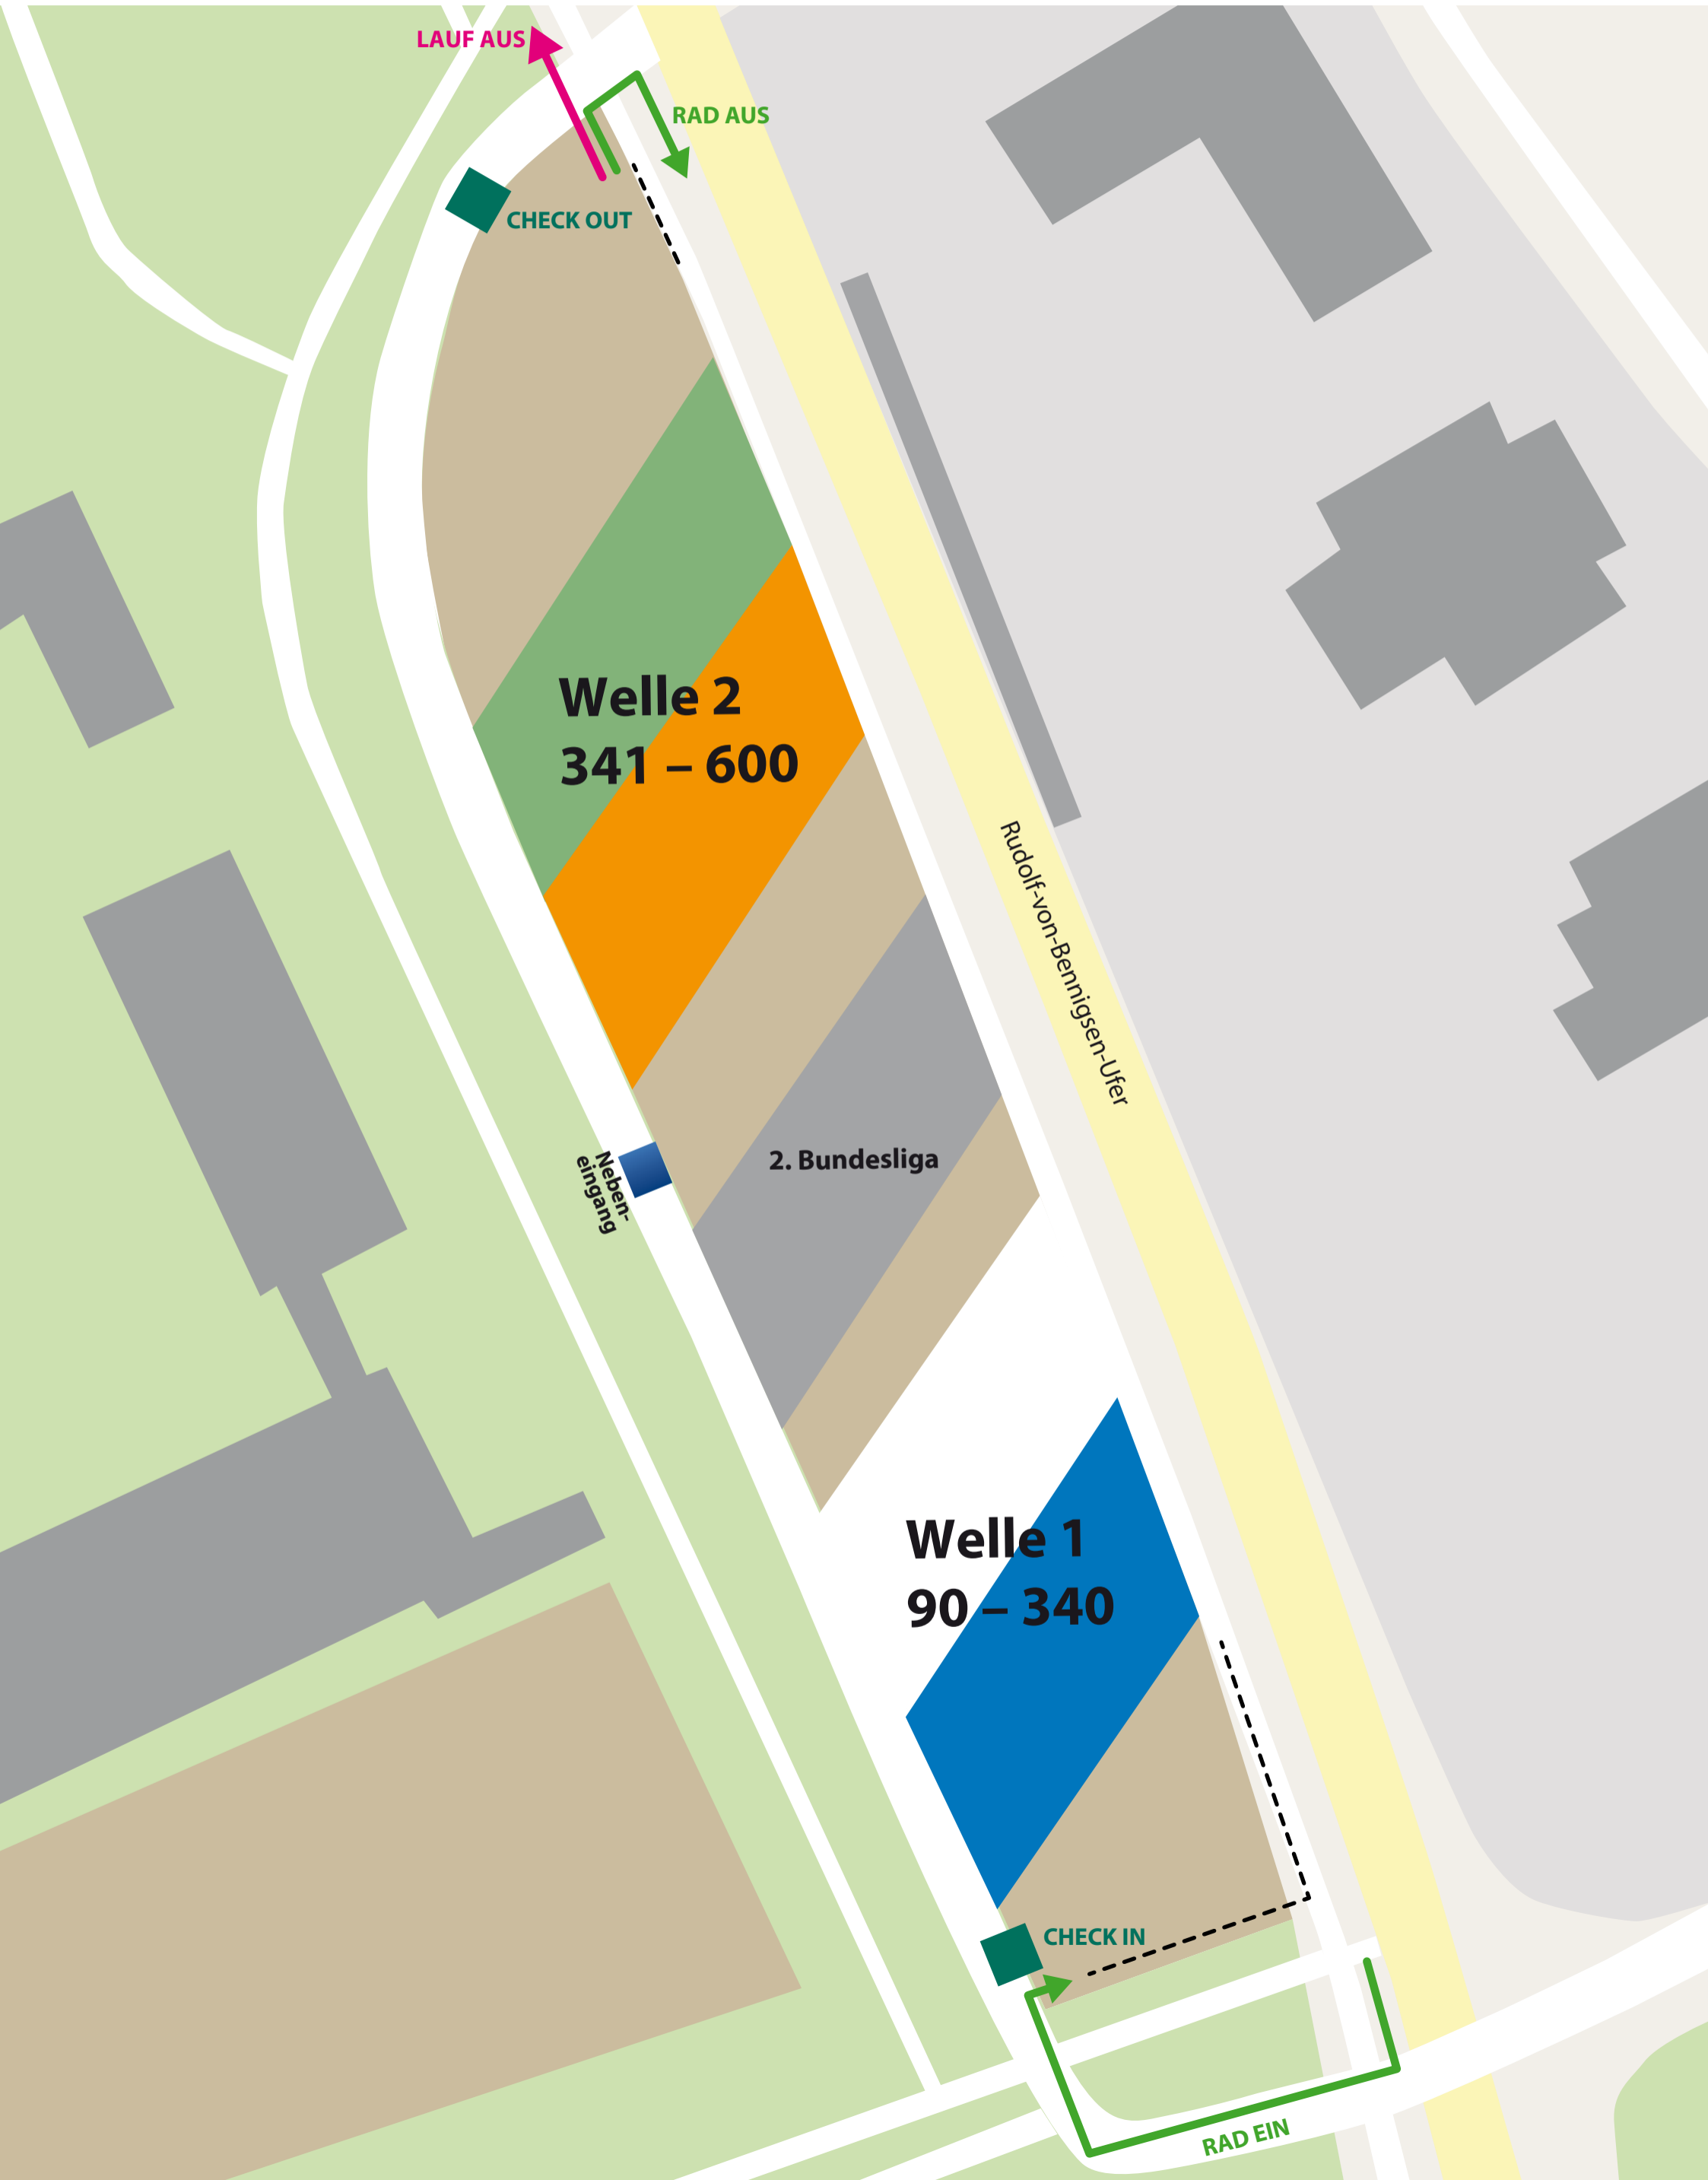 LAUF AUS
RAD AUS
CHECK OUT
Welle 2
341 – 600
Rudolf-von-Bennigsen-Ufer
Neben-
eingang
2. Bundesliga
Welle 1
90 – 340
CHECK IN
RAD EIN